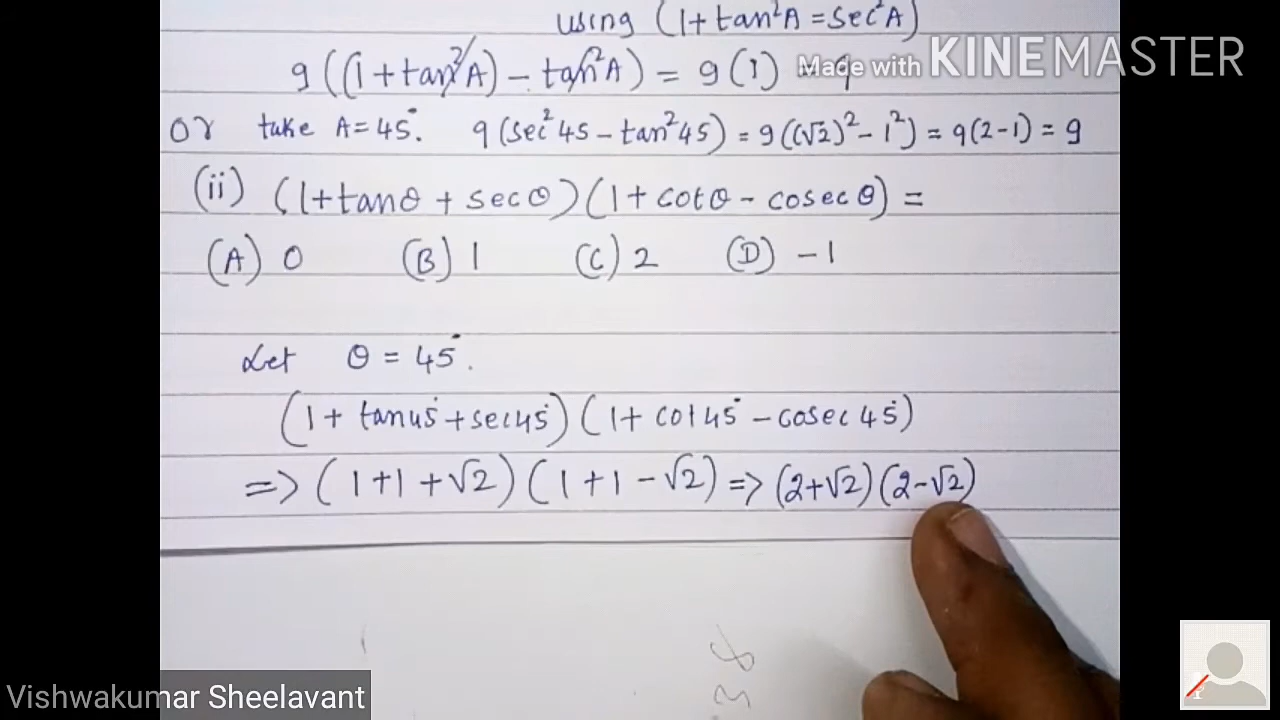 using (1 + tan²A = sec²A)
9((1 + tan²A) - tan²A) = 9(1) = 9
Made with KINEMASTER
or take A = 45°. 9(sec²45 - tan²45) = 9((√2)² - 1²) = 9(2-1) = 9
(ii) (1+tanθ + secθ)(1+ cotθ - cosecθ) =
(A) 0 (B) 1 (C) 2 (D) -1
Let θ = 45°.
(1 + tan45° + sec45°)(1 + cot45° - cosec45°)
=> (1+1+√2)(1+1-√2) => (2+√2)(2-√2)
Vishwakumar Sheelavant